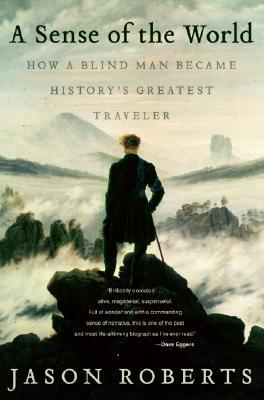 A Sense of the World
HOW A BLIND MAN BECAME
HISTORY'S GREATEST
TRAVELER
"Brilliantly executed . . .
alive, magisterial, suspenseful.
Full of wonder and with a commanding
sense of narrative, this is one of the best
and most life-affirming biographies I've ever read."
—Dave Eggers
JASON ROBERTS